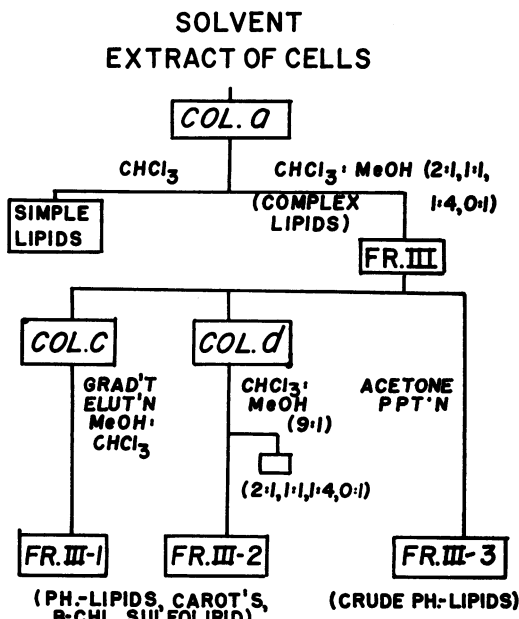 SOLVENT
EXTRACT OF CELLS
COL. a
CHCl3
CHCl3: MeOH (2:1,1:1,
1:4,0:1)
(COMPLEX
LIPIDS)
SIMPLE
LIPIDS
FR.III
COL.C
COL.d
GRAD'T
ELUT'N
MeOH:
CHCl3
CHCl3:
MeOH
(9:1)
ACETONE
PPT'N
(2:1,1:1,1:4,0:1)
FR.III-1
FR.III-2
FR.III-3
(PH.-LIPIDS, CAROT'S,
B-CHL, SULFOLIPID)
(CRUDE PH.-LIPIDS)